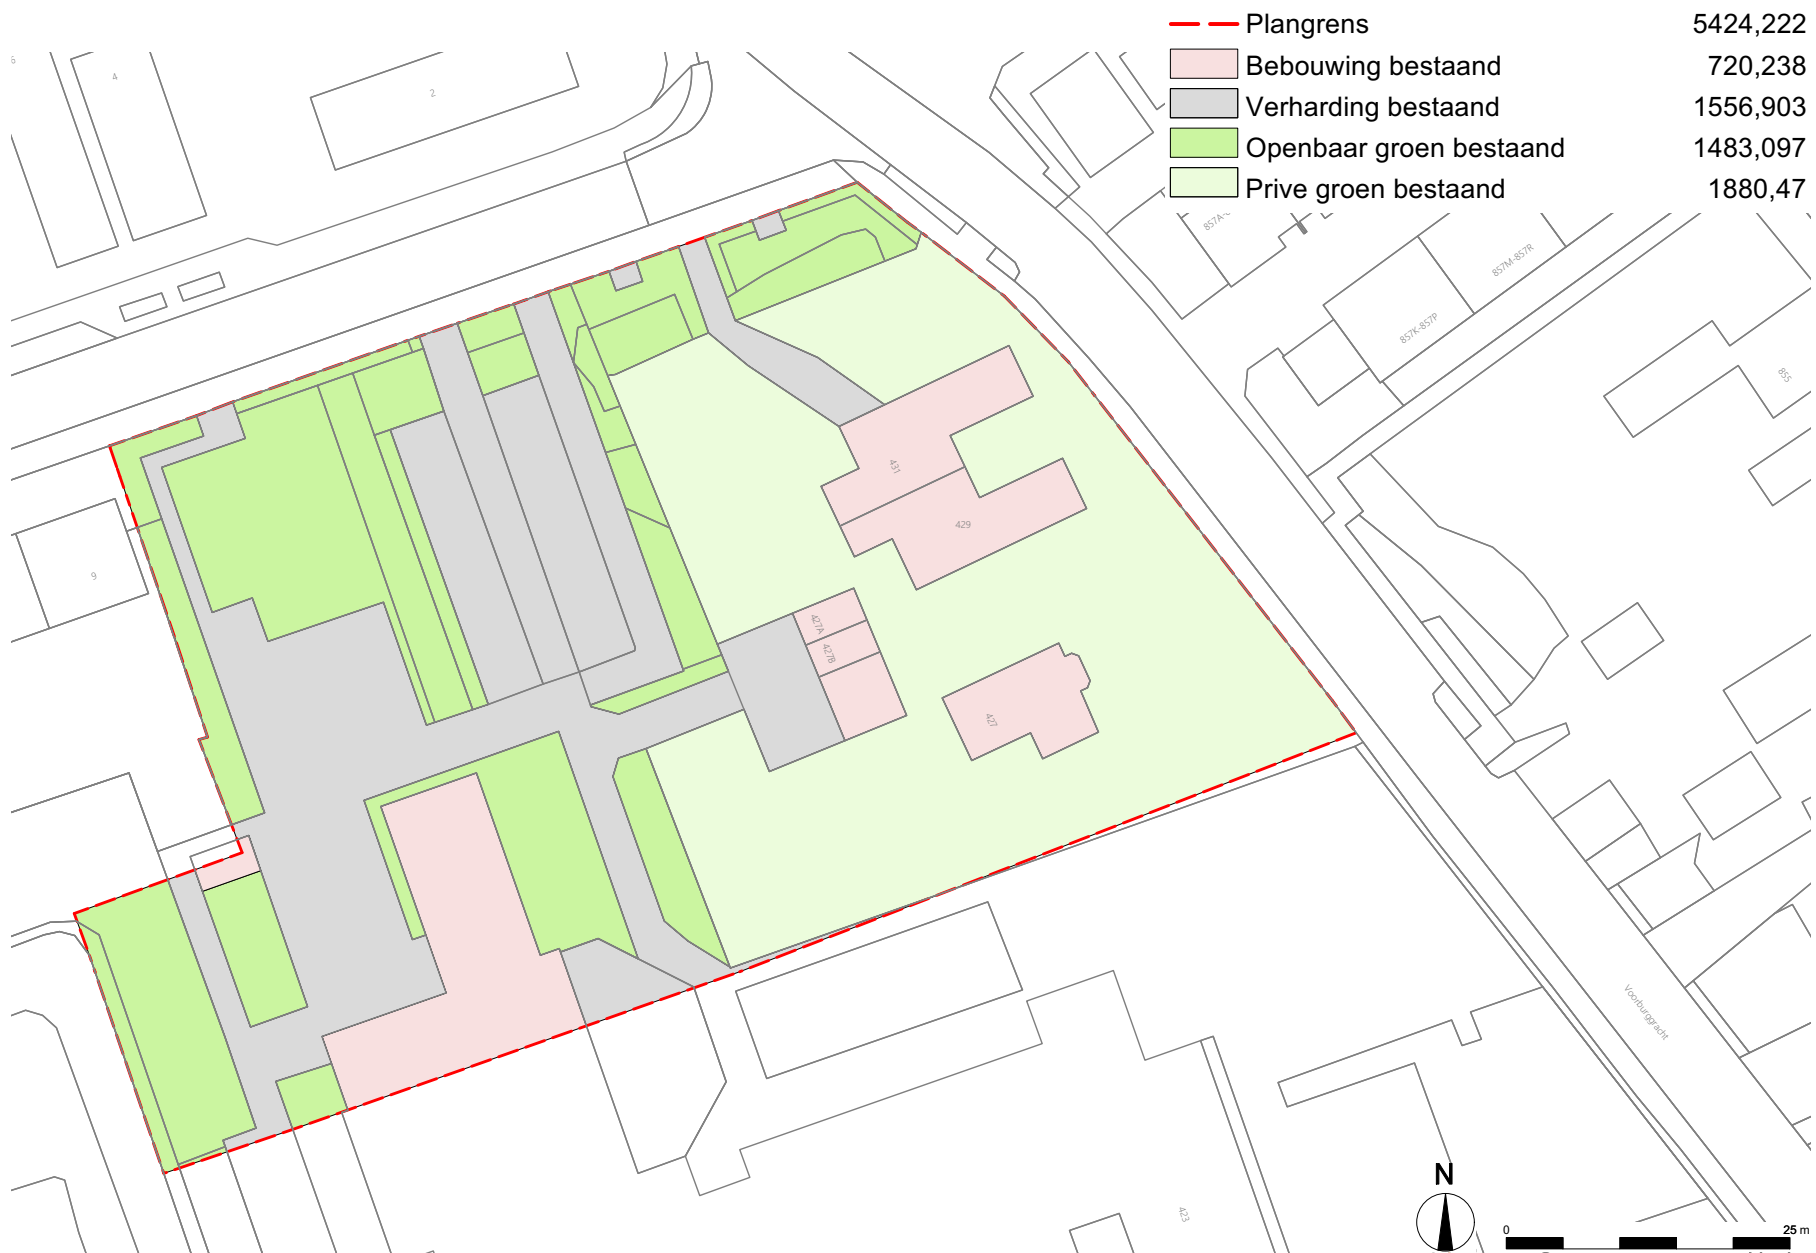 Plangrens 5424,222
Bebouwing bestaand 720,238
Verharding bestaand 1556,903
Openbaar groen bestaand 1483,097
Prive groen bestaand 1880,47
6
4
2
857M-857R
857K-857P
855
9
431
429
427A
427B
427
Voorburggracht
423
N
0 25 m